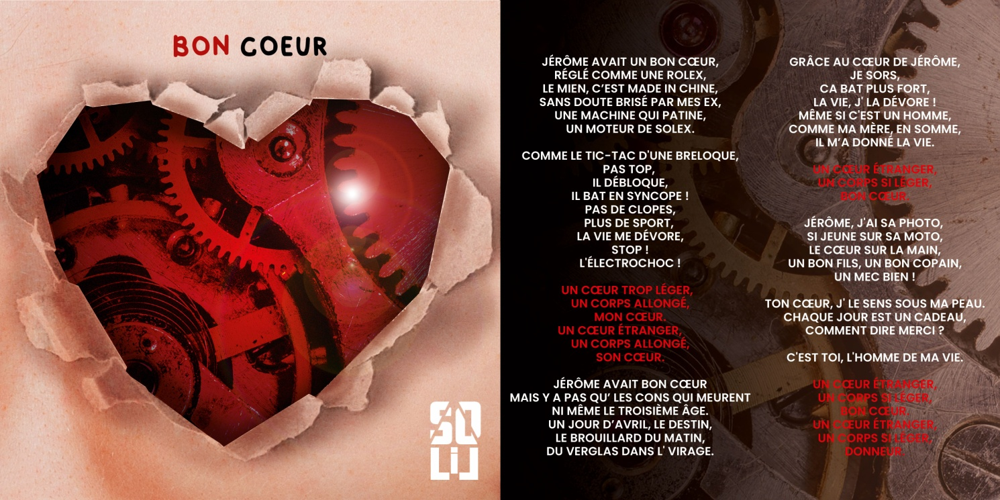 BON COEUR
SOLiL
JÉRÔME AVAIT UN BON CŒUR,
RÉGLÉ COMME UNE ROLEX,
LE MIEN, C’EST MADE IN CHINE,
SANS DOUTE BRISÉ PAR MES EX,
UNE MACHINE QUI PATINE,
UN MOTEUR DE SOLEX.
COMME LE TIC-TAC D'UNE BRELOQUE,
PAS TOP,
IL DÉBLOQUE,
IL BAT EN SYNCOPE !
PAS DE CLOPES,
PLUS DE SPORT,
LA VIE ME DÉVORE,
STOP !
L'ÉLECTROCHOC !
UN CŒUR TROP LÉGER,
UN CORPS ALLONGÉ,
MON CŒUR.
UN CŒUR ÉTRANGER,
UN CORPS ALLONGÉ,
SON CŒUR.
JÉRÔME AVAIT BON CŒUR
MAIS Y A PAS QU’ LES CONS QUI MEURENT
NI MÊME LE TROISIÈME ÂGE.
UN JOUR D’AVRIL, LE DESTIN,
LE BROUILLARD DU MATIN,
DU VERGLAS DANS L' VIRAGE.
GRÂCE AU CŒUR DE JÉRÔME,
JE SORS,
CA BAT PLUS FORT,
LA VIE, J' LA DÉVORE !
MÊME SI C'EST UN HOMME,
COMME MA MÈRE, EN SOMME,
IL M’A DONNÉ LA VIE.
UN CŒUR ÉTRANGER,
UN CORPS SI LÉGER,
BON CŒUR.
JÉRÔME, J'AI SA PHOTO,
SI JEUNE SUR SA MOTO,
LE CŒUR SUR LA MAIN,
UN BON FILS, UN BON COPAIN,
UN MEC BIEN !
TON CŒUR, J' LE SENS SOUS MA PEAU.
CHAQUE JOUR EST UN CADEAU,
COMMENT DIRE MERCI ?
C'EST TOI, L'HOMME DE MA VIE.
UN CŒUR ÉTRANGER,
UN CORPS SI LÉGER,
BON CŒUR.
UN CŒUR ÉTRANGER,
UN CORPS SI LÉGER,
DONNEUR.